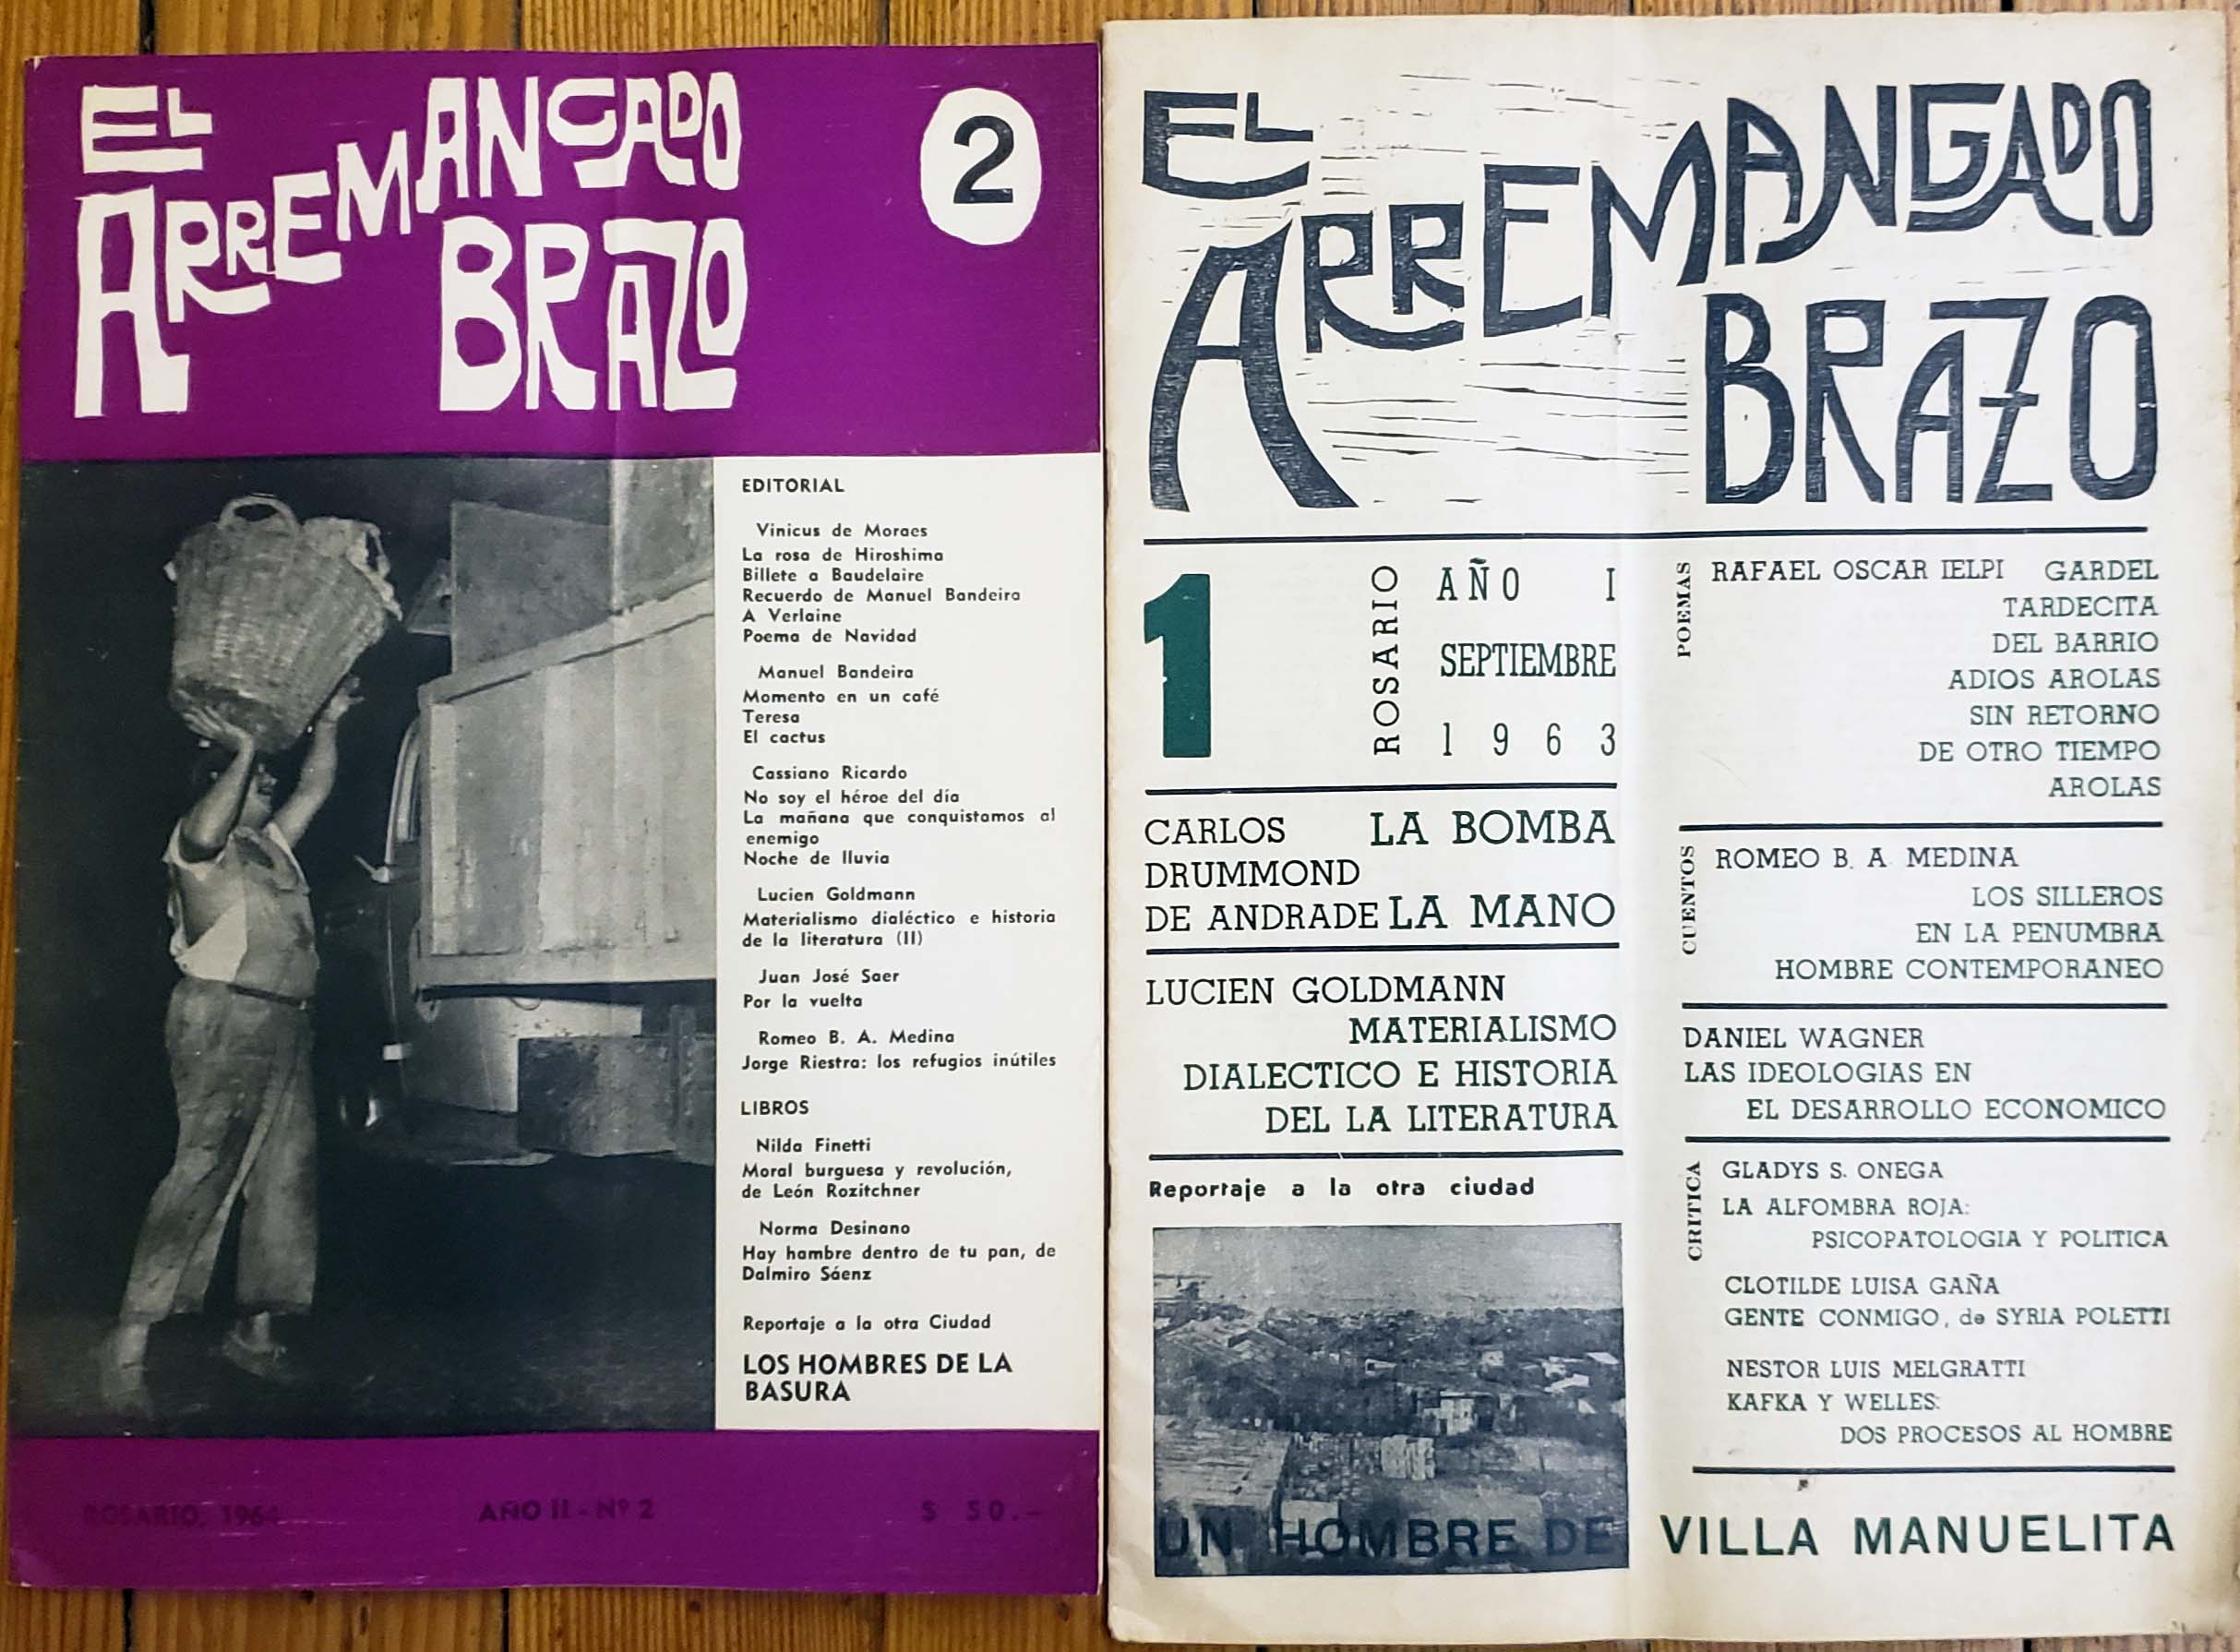 EL
ARREMANGADO
BRAZO
2
EDITORIAL
Vinicus de Moraes
La rosa de Hiroshima
Billete a Baudelaire
Recuerdo de Manuel Bandeira
A Verlaine
Poema de Navidad
Manuel Bandeira
Momento en un café
Teresa
El cactus
Cassiano Ricardo
No soy el héroe del día
La mañana que conquistamos al
enemigo
Noche de lluvia
Lucien Goldmann
Materialismo dialéctico e historia
de la literatura (II)
Juan José Saer
Por la vuelta
Romeo B. A. Medina
Jorge Riestra: los refugios inútiles
LIBROS
Nilda Finetti
Moral burguesa y revolución,
de León Rozitchner
Norma Desinano
Hay hambre dentro de tu pan, de
Dalmiro Sáenz
Reportaje a la otra Ciudad
LOS HOMBRES DE LA
BASURA
ROSARIO, 1964 AÑO II - Nº 2 $ 50.-
EL
ARREMANGADO
BRAZO
1
ROSARIO
AÑO I
SEPTIEMBRE
1963
CARLOS LA BOMBA
DRUMMOND
DE ANDRADE LA MANO
LUCIEN GOLDMANN
MATERIALISMO
DIALECTICO E HISTORIA
DEL LA LITERATURA
Reportaje a la otra ciudad
POEMAS
RAFAEL OSCAR IELPI GARDEL
TARDECITA
DEL BARRIO
ADIOS AROLAS
SIN RETORNO
DE OTRO TIEMPO
AROLAS
CUENTOS
ROMEO B. A. MEDINA
LOS SILLEROS
EN LA PENUMBRA
HOMBRE CONTEMPORANEO
DANIEL WAGNER
LAS IDEOLOGIAS EN
EL DESARROLLO ECONOMICO
CRITICA
GLADYS S. ONEGA
LA ALFOMBRA ROJA:
PSICOPATOLOGIA Y POLITICA
CLOTILDE LUISA GAÑA
GENTE CONMIGO, de SYRIA POLETTI
NESTOR LUIS MELGRATTI
KAFKA Y WELLES:
DOS PROCESOS AL HOMBRE
UN HOMBRE DE VILLA MANUELITA